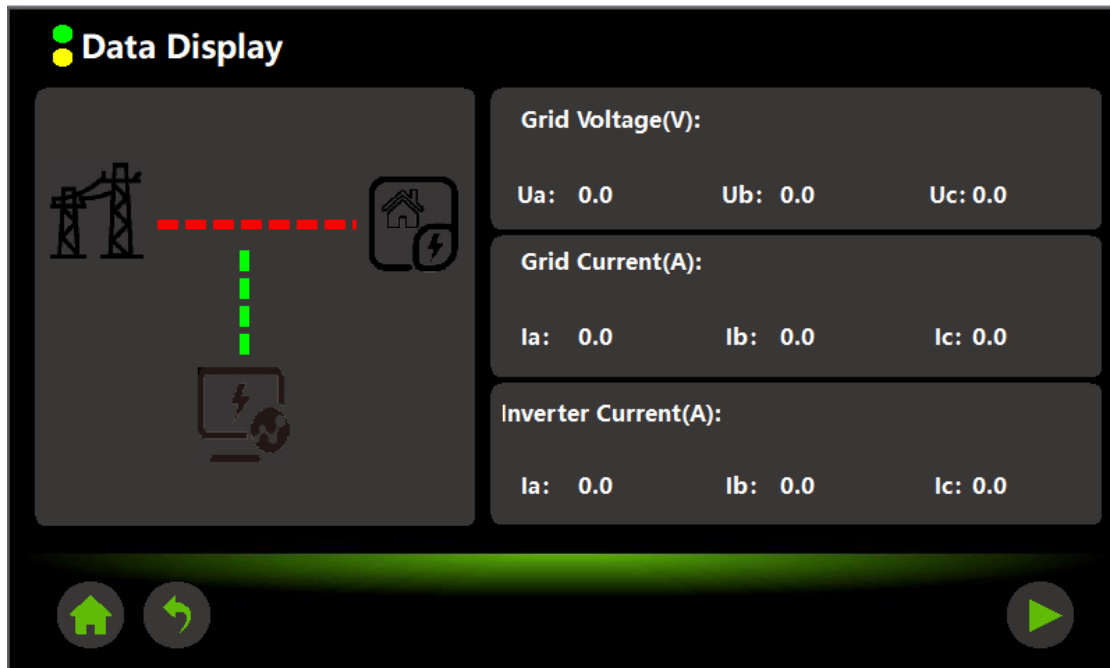 Data Display
Grid Voltage(V):
Ua: 0.0 Ub: 0.0 Uc: 0.0
Grid Current(A):
Ia: 0.0 Ib: 0.0 Ic: 0.0
Inverter Current(A):
Ia: 0.0 Ib: 0.0 Ic: 0.0